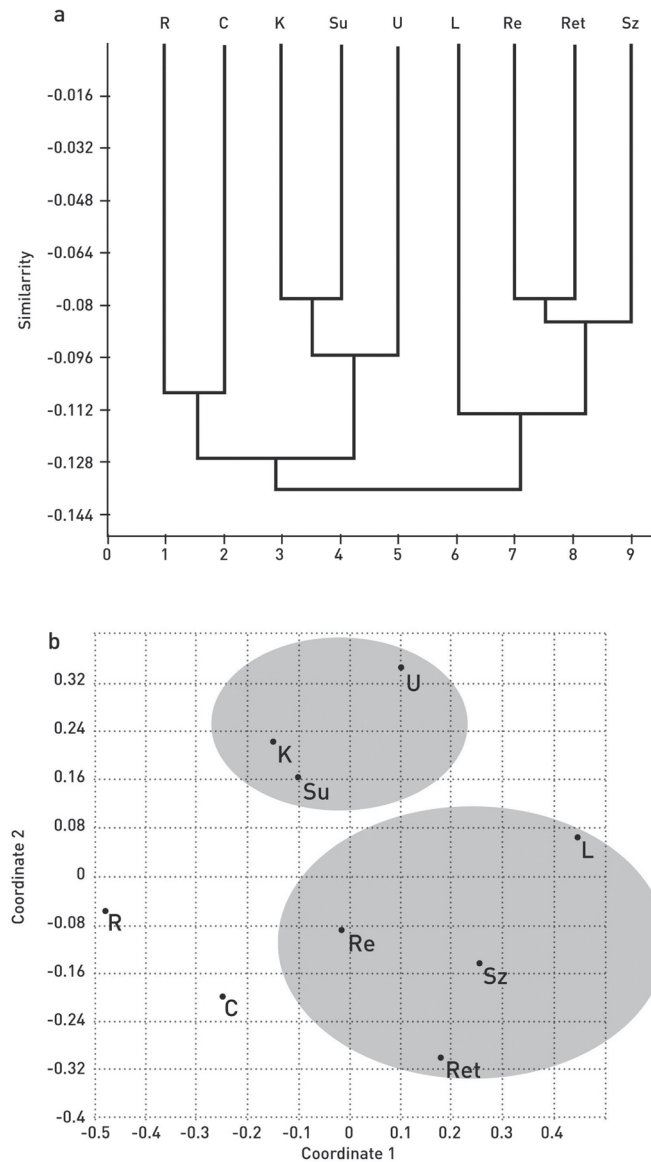 a
R C K Su U L Re Ret Sz
-0.016
-0.032
-0.048
-0.064
-0.08
-0.096
-0.112
-0.128
-0.144
Similarrity
0 1 2 3 4 5 6 7 8 9
b
0.32
0.24
0.16
0.08
0
-0.08
-0.16
-0.24
-0.32
-0.4
Coordinate 2
U
K
Su
L
R
Re
Sz
C
Ret
-0.5 -0.4 -0.3 -0.2 -0.1 0 0.1 0.2 0.3 0.4
Coordinate 1